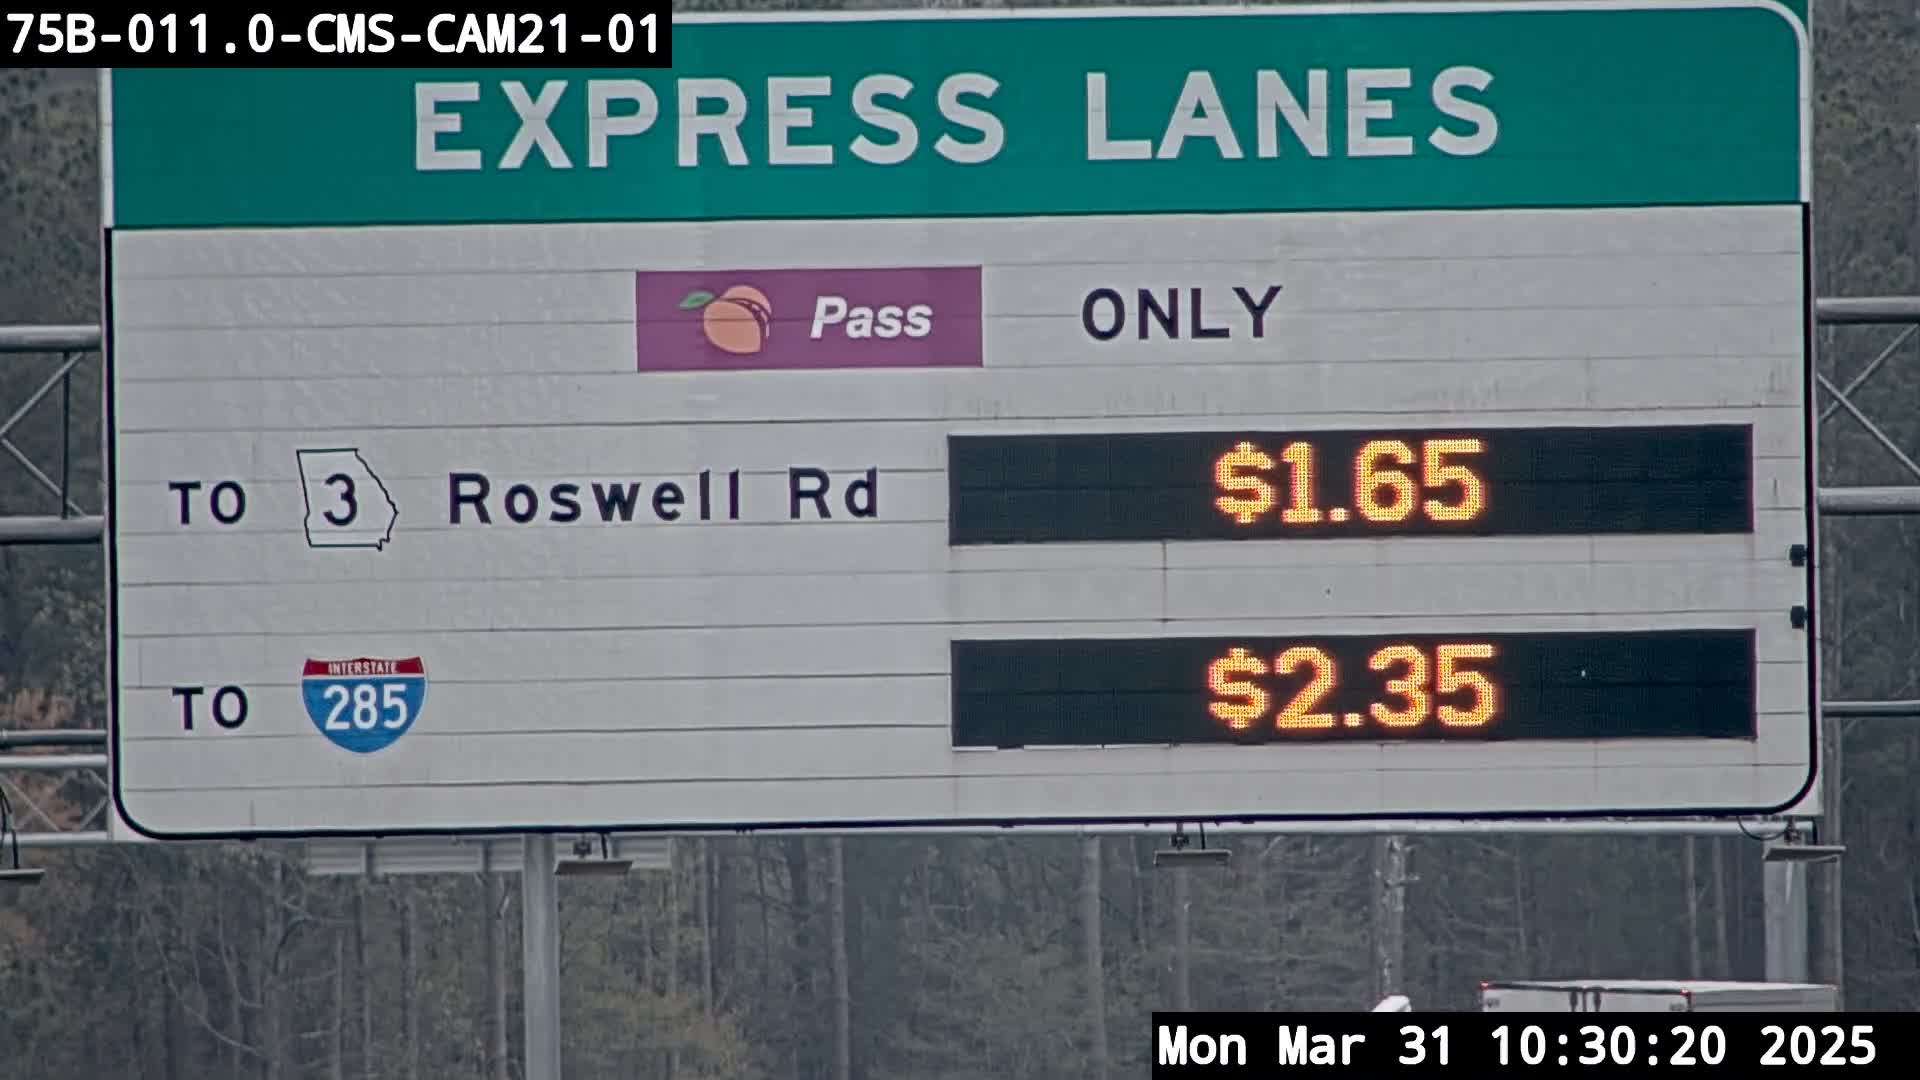 75B-011.0-CMS-CAM21-01
EXPRESS LANES
Pass ONLY
TO 3 Roswell Rd $1.65
INTERSTATE
TO 285 $2.35
Mon Mar 31 10:30:20 2025